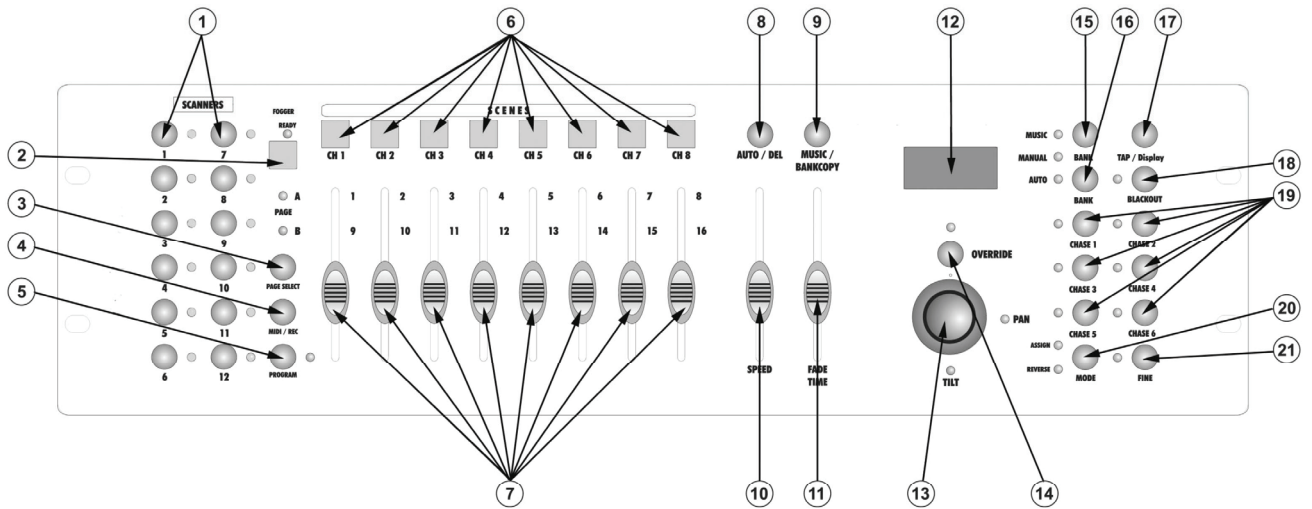 1 6 8 9 12 15 16 17
SCANNERS
FOGGER
READY
SCENES
1 7
CH 1 CH 2 CH 3 CH 4 CH 5 CH 6 CH 7 CH 8
AUTO / DEL
MUSIC /
BANKCOPY
MUSIC
BANK
TAP / Display
MANUAL
2
2 8
A
PAGE
B
1 2 3 4 5 6 7 8
9 10 11 12 13 14 15 16
AUTO
BANK
BLACKOUT
18
3
3 9
OVERRIDE
CHASE 1 CHASE 2
19
4
4 10
PAGE SELECT
CHASE 3 CHASE 4
5
5 11
MIDI / REC
PAN
CHASE 5 CHASE 6
20
6 12
PROGRAM
SPEED
FADE
TIME
TILT
ASSIGN
REVERSE
MODE
FINE
21
7 10 11 13 14